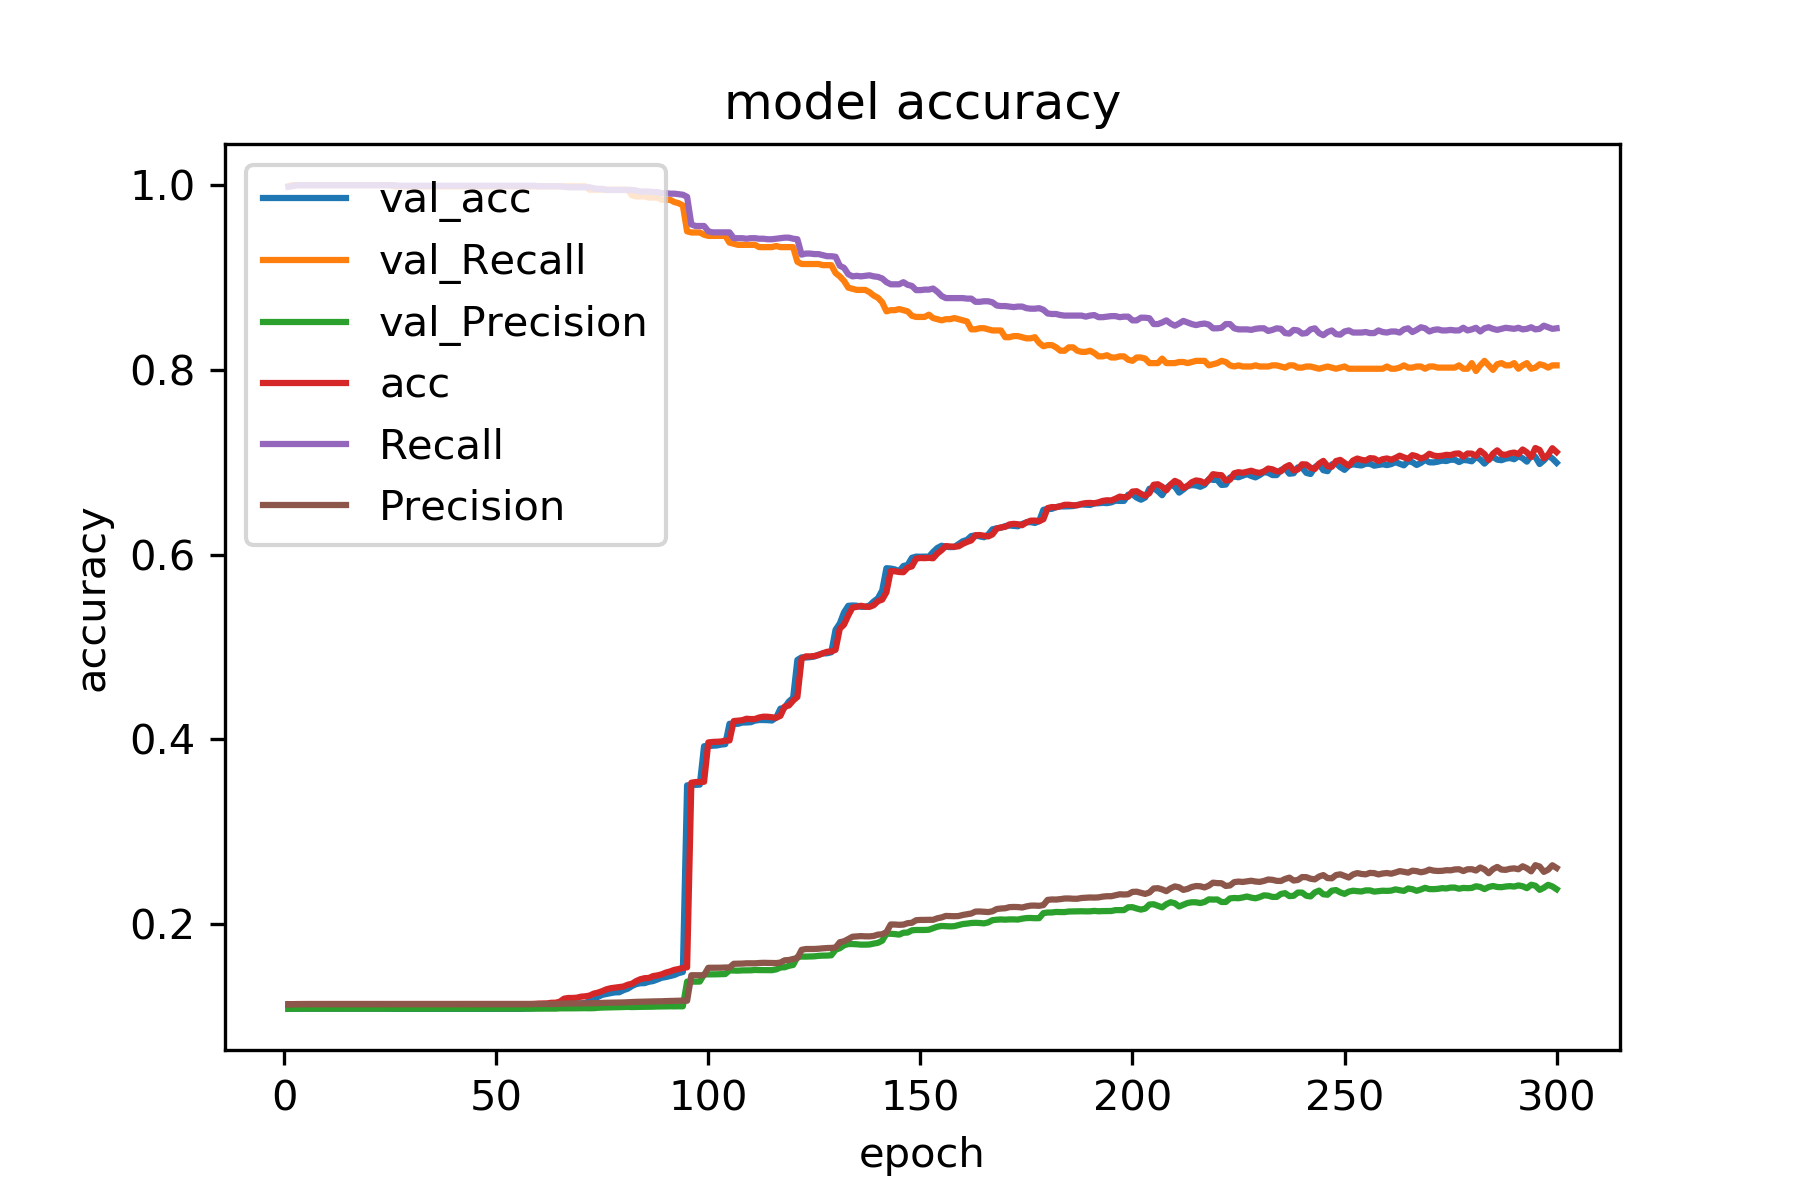 model accuracy
1.0
0.8
0.6
0.4
0.2
accuracy
val_acc
val_Recall
val_Precision
acc
Recall
Precision
0 50 100 150 200 250 300
epoch